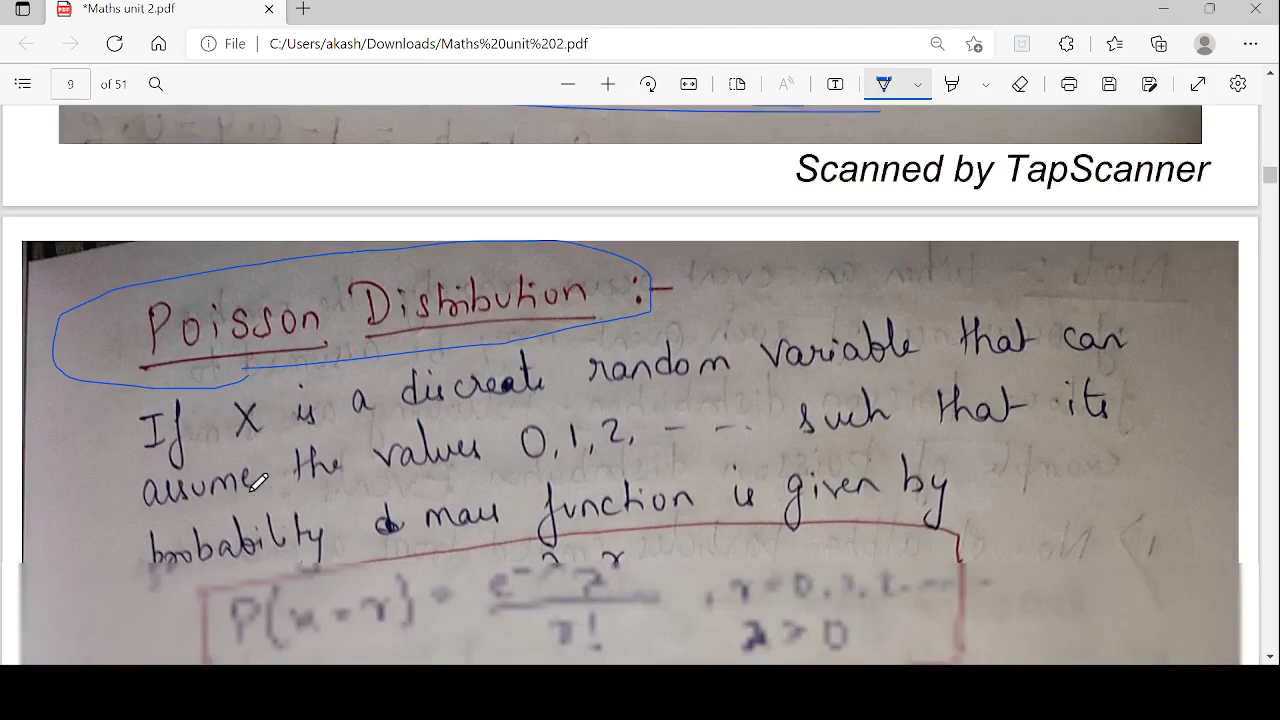 *Maths unit 2.pdf
File C:/Users/akash/Downloads/Maths%20unit%202.pdf
9 of 51
Scanned by TapScanner
Poisson Distribution :-
If X is a discreate random variable that can
assume the values 0, 1, 2, - - - . such that its
probability mass function is given by
P(x = r) = e^-λ λ^r / r! , r = 0, 1, 2, ------
λ > 0